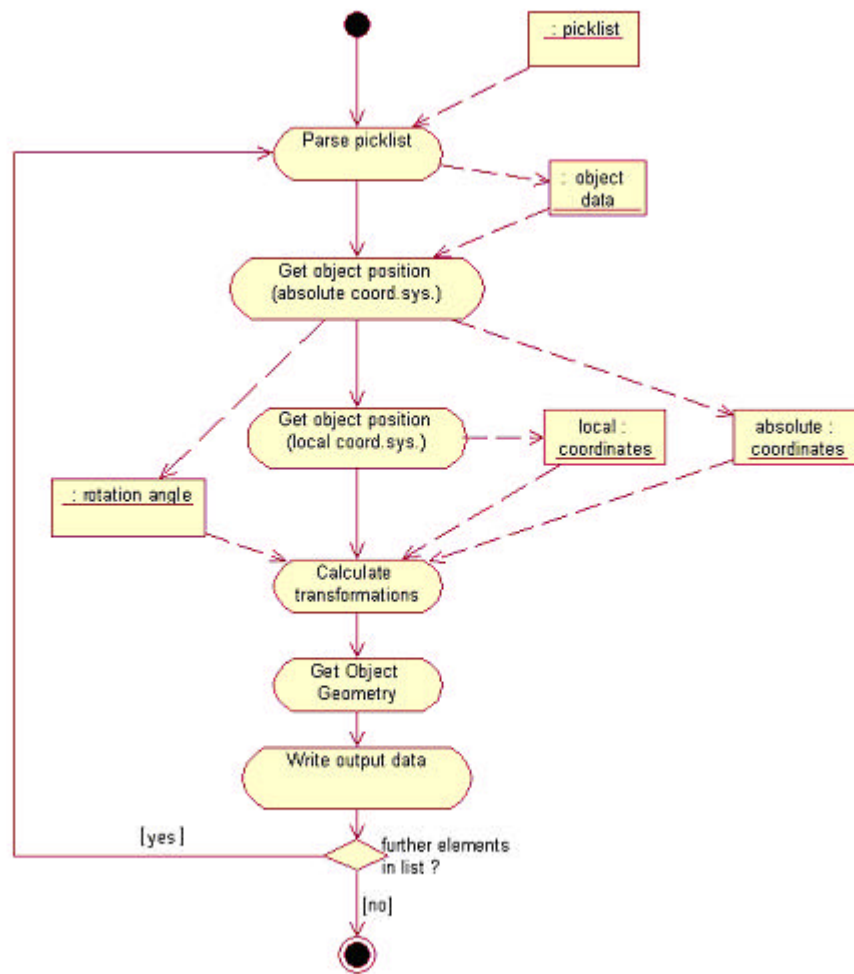 : picklist
Parse picklist
: object
data
Get object position
(absolute coord.sys.)
Get object position
(local coord.sys.)
local :
coordinates
absolute :
coordinates
: rotation angle
Calculate
transformations
Get Object
Geometry
Write output data
[yes]
further elements
in list ?
[no]